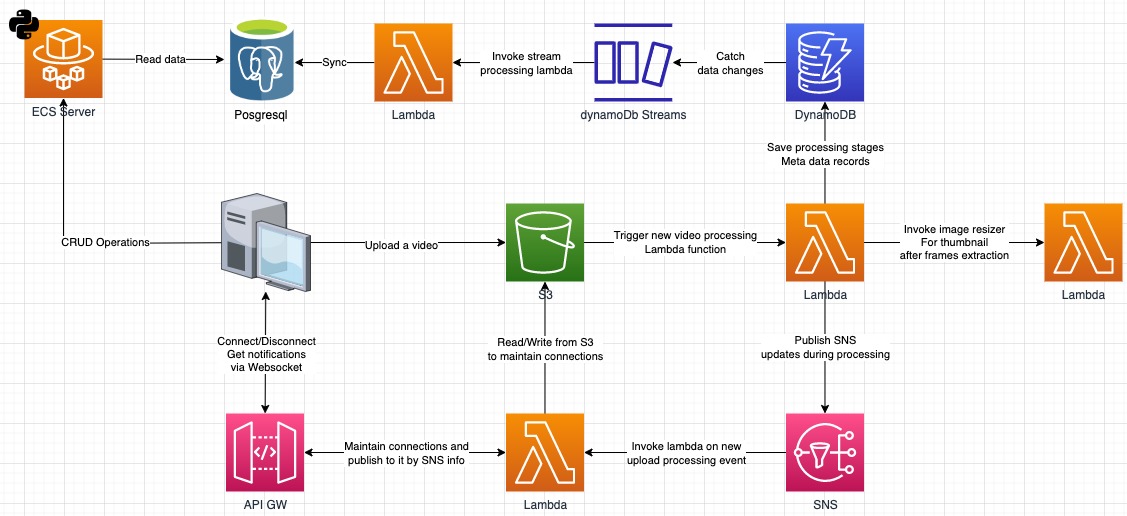 Read data
Sync
Invoke stream
processing lambda
Catch
data changes
ECS Server
Posgresql
Lambda
dynamoDb Streams
DynamoDB
Save processing stages
Meta data records
CRUD Operations
Upload a video
Trigger new video processing
Lambda function
Invoke image resizer
For thumbnail
after frames extraction
S3
Lambda
Lambda
Connect/Disconnect
Get notifications
via Websocket
Read/Write from S3
to maintain connections
Publish SNS
updates during processing
Maintain connections and
publish to it by SNS info
Invoke lambda on new
upload processing event
API GW
Lambda
SNS